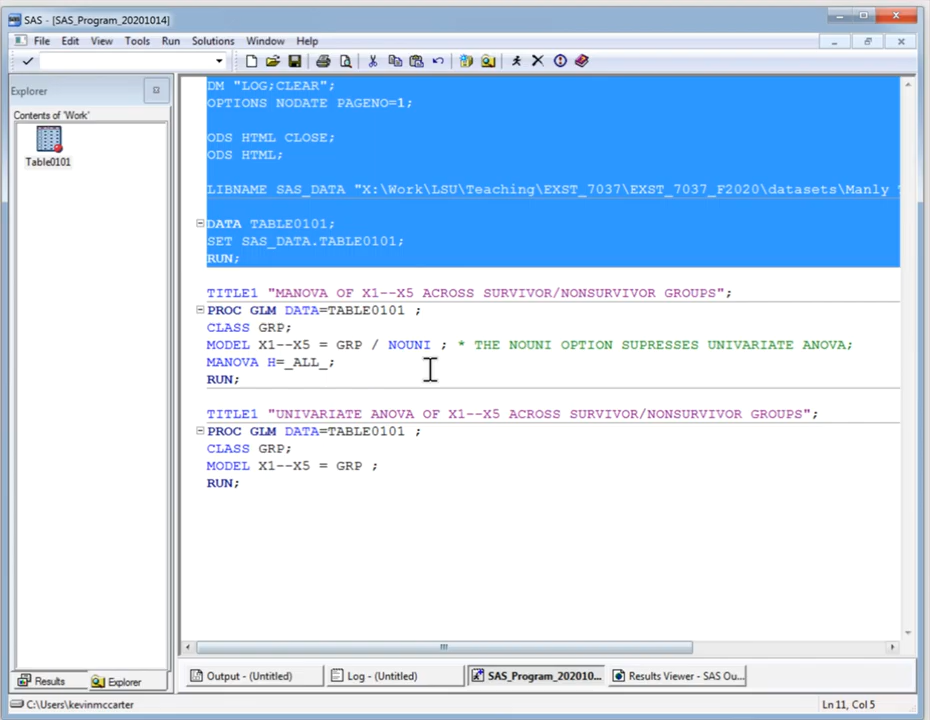 SAS - [SAS_Program_20201014]
File Edit View Tools Run Solutions Window Help
Explorer
Contents of 'Work'
Table0101
DM "LOG;CLEAR";
OPTIONS NODATE PAGENO=1;
ODS HTML CLOSE;
ODS HTML;
LIBNAME SAS_DATA "X:\Work\LSU\Teaching\EXST_7037\EXST_7037_F2020\datasets\Manly
DATA TABLE0101;
SET SAS_DATA.TABLE0101;
RUN;
TITLE1 "MANOVA OF X1--X5 ACROSS SURVIVOR/NONSURVIVOR GROUPS";
PROC GLM DATA=TABLE0101 ;
CLASS GRP;
MODEL X1--X5 = GRP / NOUNI ; * THE NOUNI OPTION SUPRESSES UNIVARIATE ANOVA;
MANOVA H=_ALL_;
RUN;
TITLE1 "UNIVARIATE ANOVA OF X1--X5 ACROSS SURVIVOR/NONSURVIVOR GROUPS";
PROC GLM DATA=TABLE0101 ;
CLASS GRP;
MODEL X1--X5 = GRP ;
RUN;
Results Explorer
Output - (Untitled) Log - (Untitled) SAS_Program_202010... Results Viewer - SAS Ou...
C:\Users\kevinmccarter Ln 11, Col 5